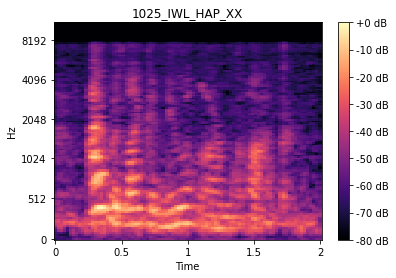 1025_IWL_HAP_XX
+0 dB
8192
-10 dB
4096
-20 dB
-30 dB
2048
Hz
-40 dB
1024
-50 dB
512
-60 dB
-70 dB
0
-80 dB
0
0.5
1
1.5
2
Time